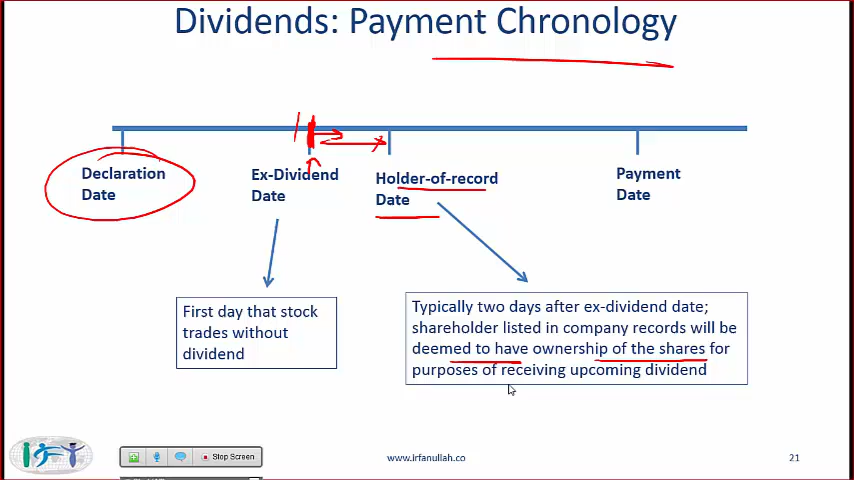 Dividends: Payment Chronology
Declaration
Date
Ex-Dividend
Date
Holder-of-record
Date
Payment
Date
First day that stock
trades without
dividend
Typically two days after ex-dividend date;
shareholder listed in company records will be
deemed to have ownership of the shares for
purposes of receiving upcoming dividend
Stop Screen
www.irfanullah.co
21